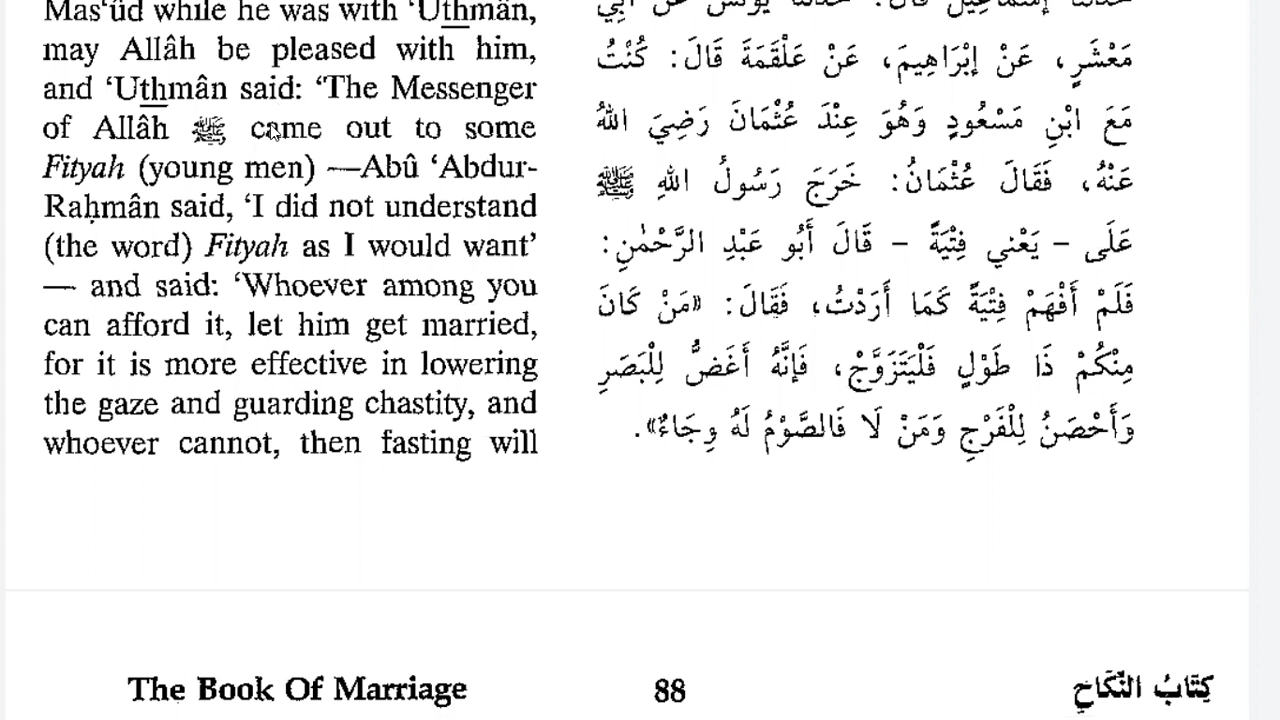 Mas‘ûd while he was with ‘Uthmân,
may Allâh be pleased with him,
and ‘Uthmân said: ‘The Messenger
of Allâh ﷺ came out to some
Fityah (young men) —Abû ‘Abdur-
Raḥmân said, ‘I did not understand
(the word) Fityah as I would want’
— and said: ‘Whoever among you
can afford it, let him get married,
for it is more effective in lowering
the gaze and guarding chastity, and
whoever cannot, then fasting will
مَعْشَرٍ، عَنْ إِبْرَاهِيمَ، عَنْ عَلْقَمَةَ قَالَ: كُنْتُ
مَعَ ابْنِ مَسْعُودٍ وَهُوَ عِنْدَ عُثْمَانَ رَضِيَ اللهُ
عَنْهُ، فَقَالَ عُثْمَانُ: خَرَجَ رَسُولُ اللهِ ﷺ
عَلَى – يَعْنِي فِتْيَةً – قَالَ أَبُو عَبْدِ الرَّحْمٰنِ:
فَلَمْ أَفْهَمْ فِتْيَةً كَمَا أَرَدْتُ، فَقَالَ: «مَنْ كَانَ
مِنْكُمْ ذَا طَوْلٍ فَلْيَتَزَوَّجْ، فَإِنَّهُ أَغَضُّ لِلْبَصَرِ
وَأَحْصَنُ لِلْفَرْجِ وَمَنْ لَا فَالصَّوْمُ لَهُ وِجَاءٌ».
The Book Of Marriage 88 كِتَابُ النِّكَاحِ